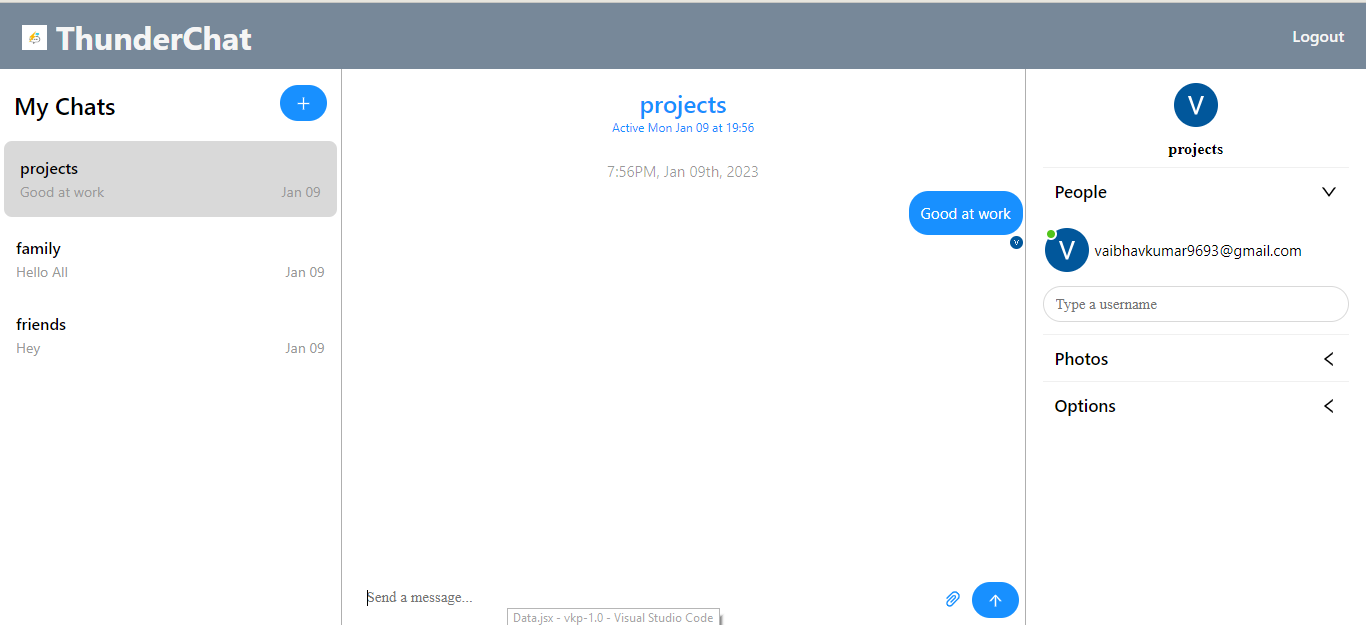 ThunderChat
Logout
My Chats
+
projects
Good at work Jan 09
family
Hello All Jan 09
friends
Hey Jan 09
projects
Active Mon Jan 09 at 19:56
7:56PM, Jan 09th, 2023
Good at work
V
Send a message...
Data.jsx - vkp-1.0 - Visual Studio Code
V
projects
People
V
vaibhavkumar9693@gmail.com
Type a username
Photos
Options